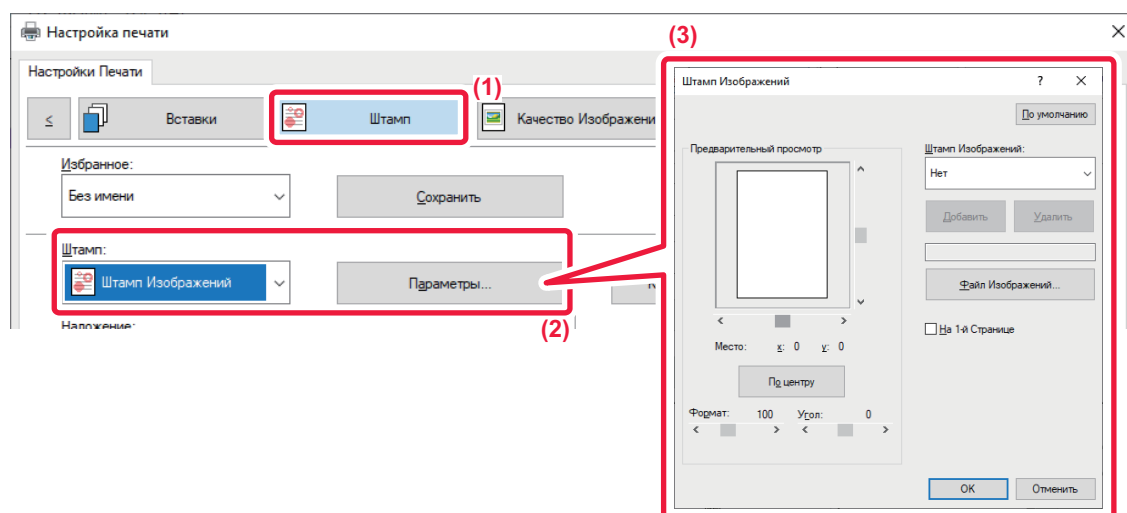 Настройка печати
Настройки Печати
(1)
<
Вставки
Штамп
Качество Изображени
Избранное:
Без имени
Сохранить
Штамп:
Штамп Изображений
Параметры...
(2)
Наложение:
(3)
Штамп Изображений
?
По умолчанию
Предварительный просмотр
Штамп Изображений:
Нет
Добавить
Удалить
Файл Изображений...
На 1-й Странице
Место: x: 0 y: 0
По центру
Формат: 100 Угол: 0
OK
Отменить